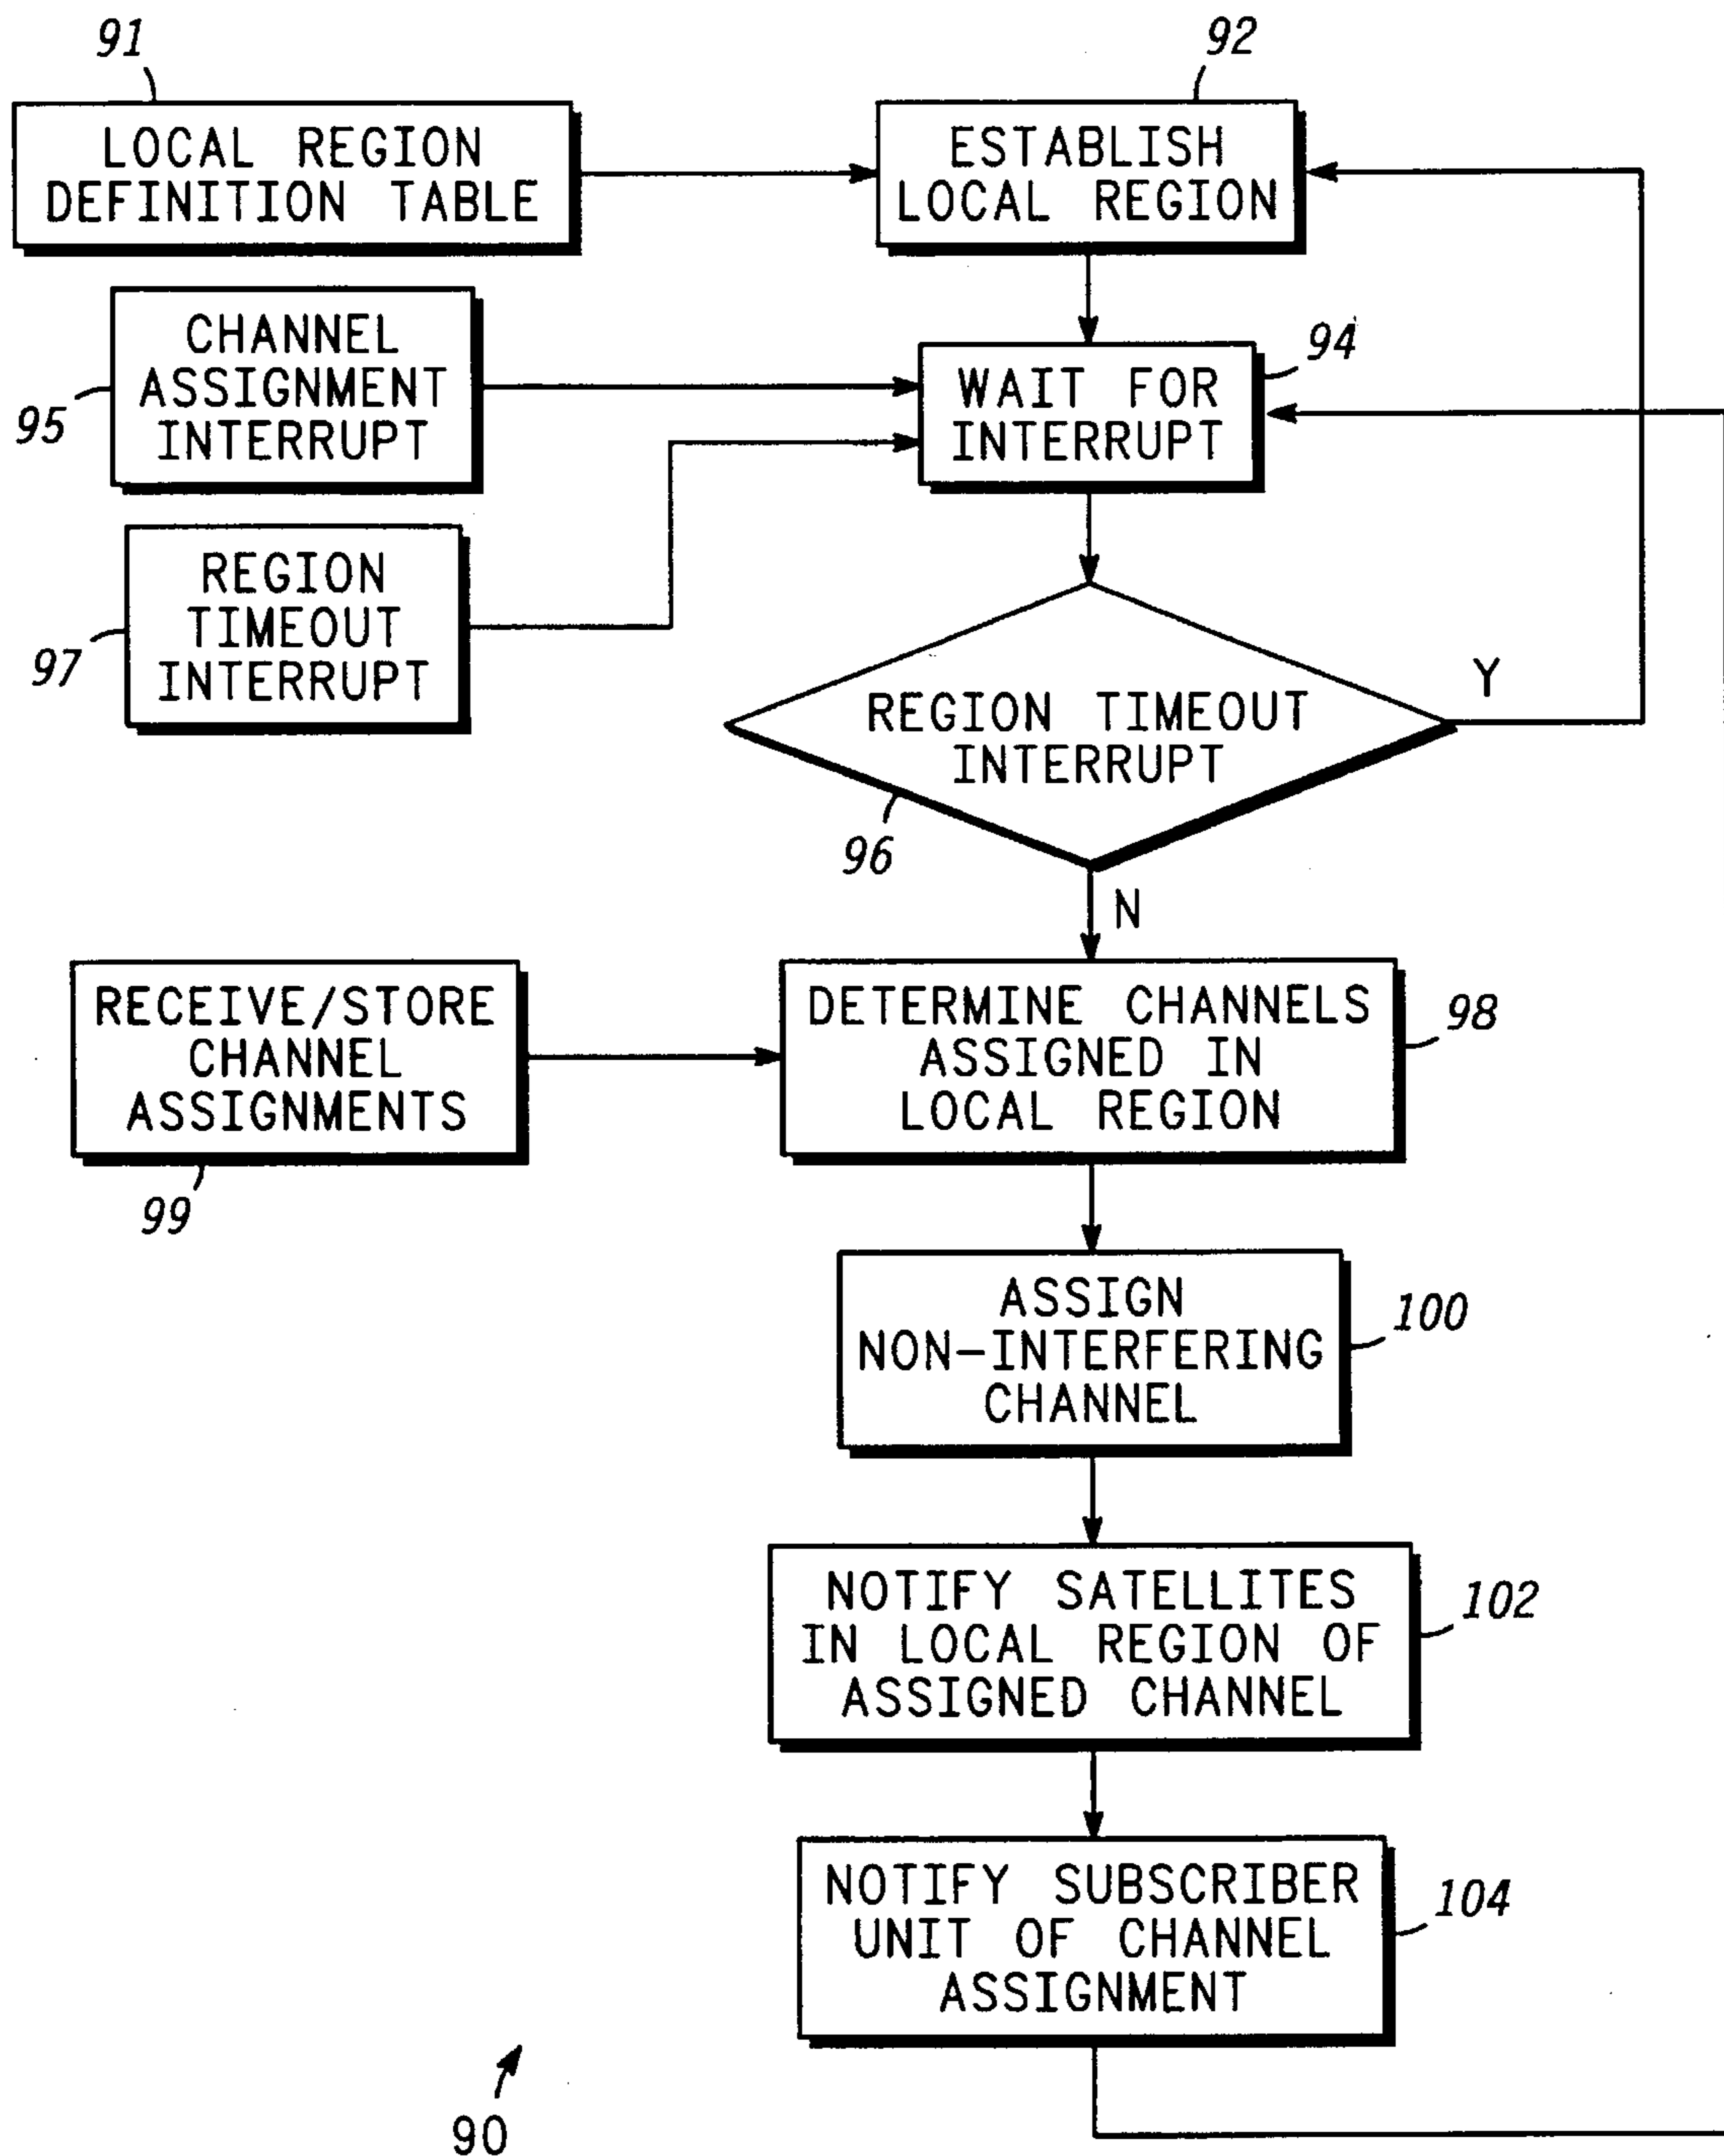 91
LOCAL REGION
DEFINITION TABLE
92
ESTABLISH
LOCAL REGION
95
CHANNEL
ASSIGNMENT
INTERRUPT
94
WAIT FOR
INTERRUPT
97
REGION
TIMEOUT
INTERRUPT
REGION TIMEOUT
INTERRUPT
Y
96
N
RECEIVE/STORE
CHANNEL
ASSIGNMENTS
99
DETERMINE CHANNELS
ASSIGNED IN
LOCAL REGION
98
ASSIGN
NON-INTERFERING
CHANNEL
100
NOTIFY SATELLITES
IN LOCAL REGION OF
ASSIGNED CHANNEL
102
NOTIFY SUBSCRIBER
UNIT OF CHANNEL
ASSIGNMENT
104
90